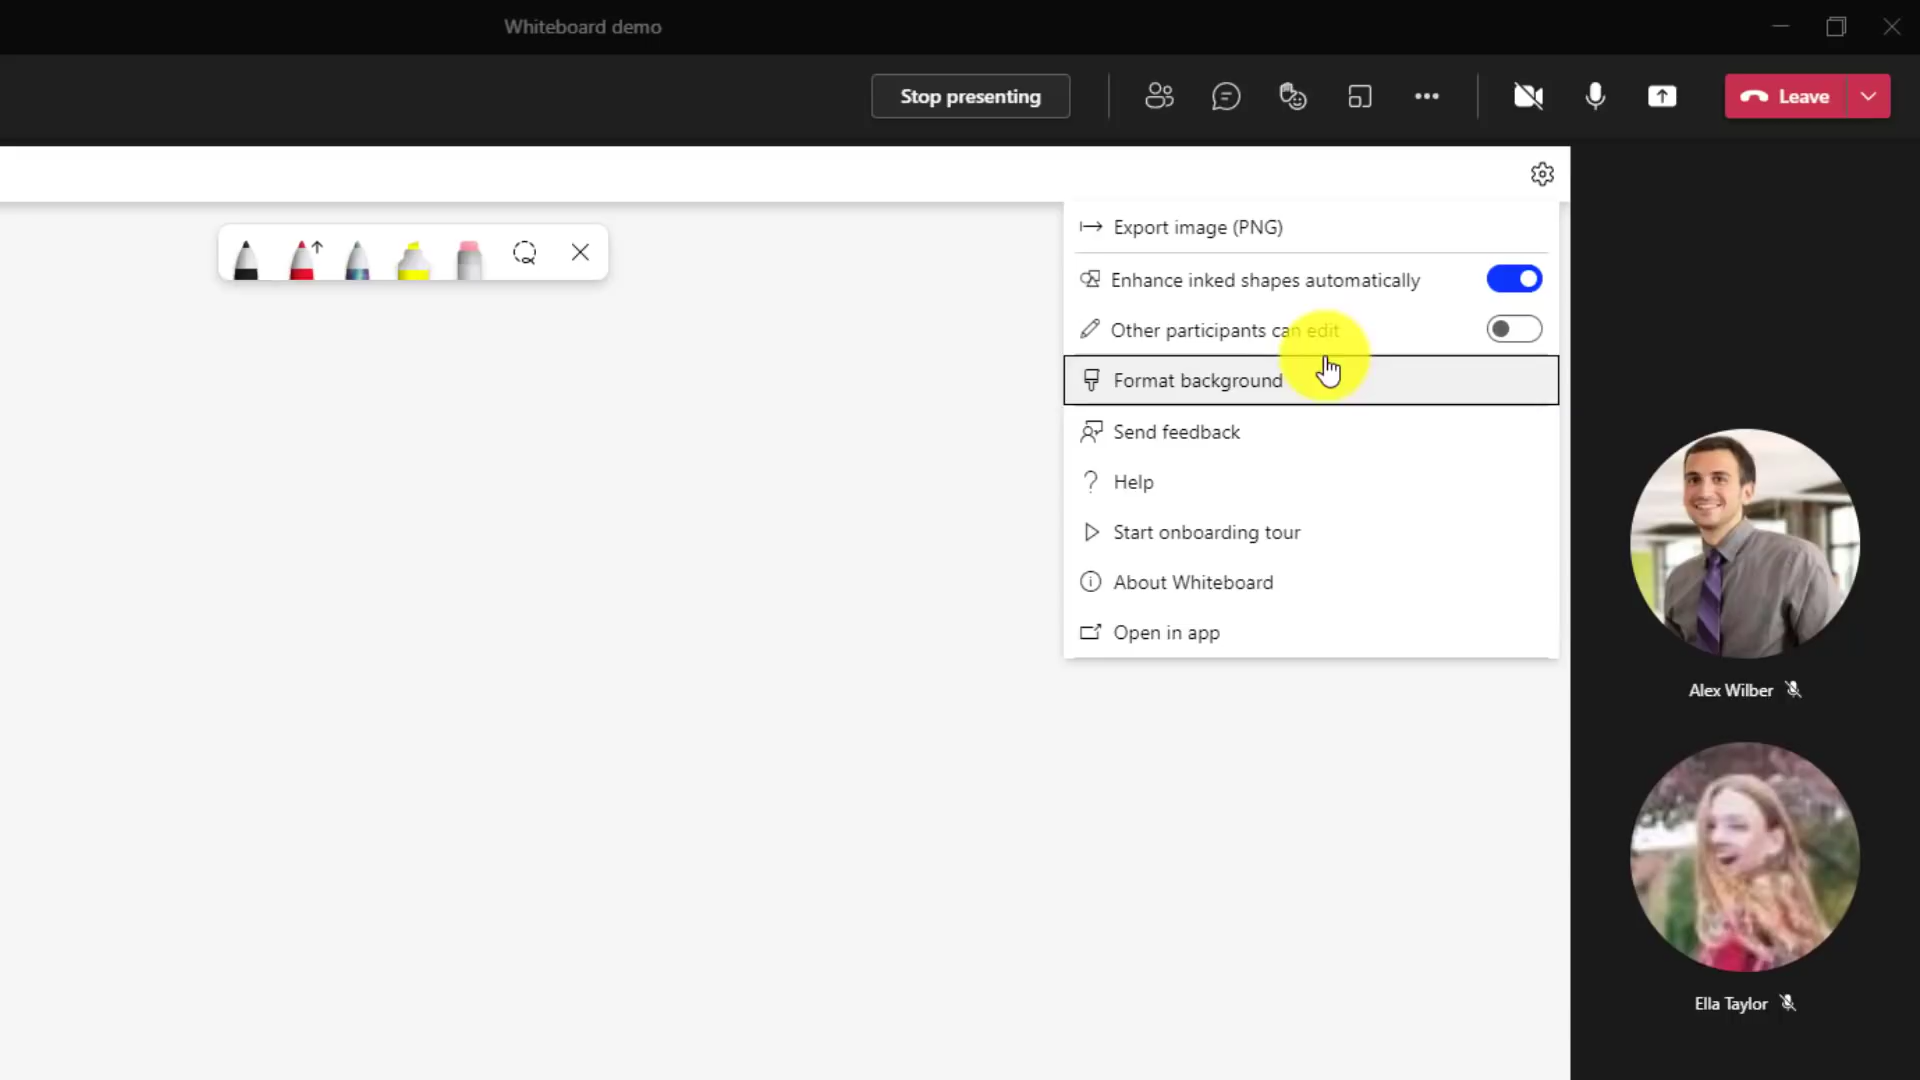 Whiteboard demo
Stop presenting
Leave
Export image (PNG)
Enhance inked shapes automatically
Other participants can edit
Format background
Send feedback
Help
Start onboarding tour
About Whiteboard
Open in app
Alex Wilber
Ella Taylor